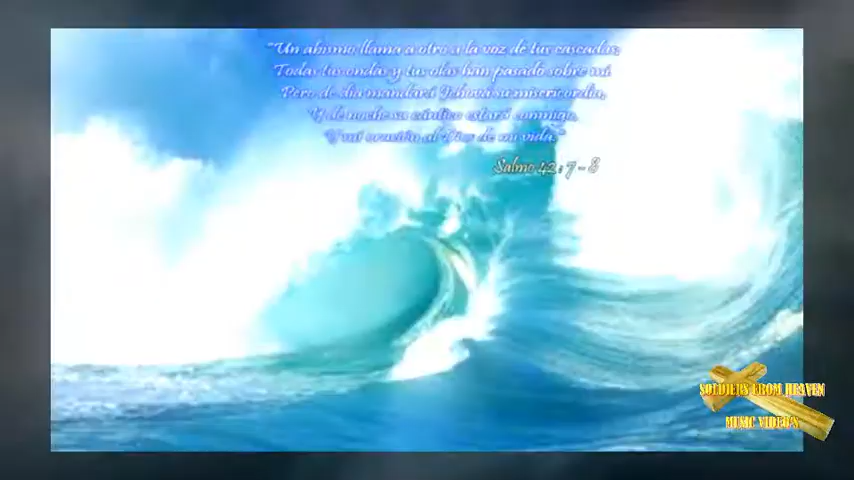 "Un abismo llama a otro a la voz de tus cascadas;
Todas tus ondas y tus olas han pasado sobre mí.
Pero de día mandará Jehová su misericordia,
Y de noche su cántico estará conmigo,
Y mi oración al Dios de mi vida."
Salmo 42: 7-8
SOLDIERS FROM HEAVEN
MUSIC VIDEO'S